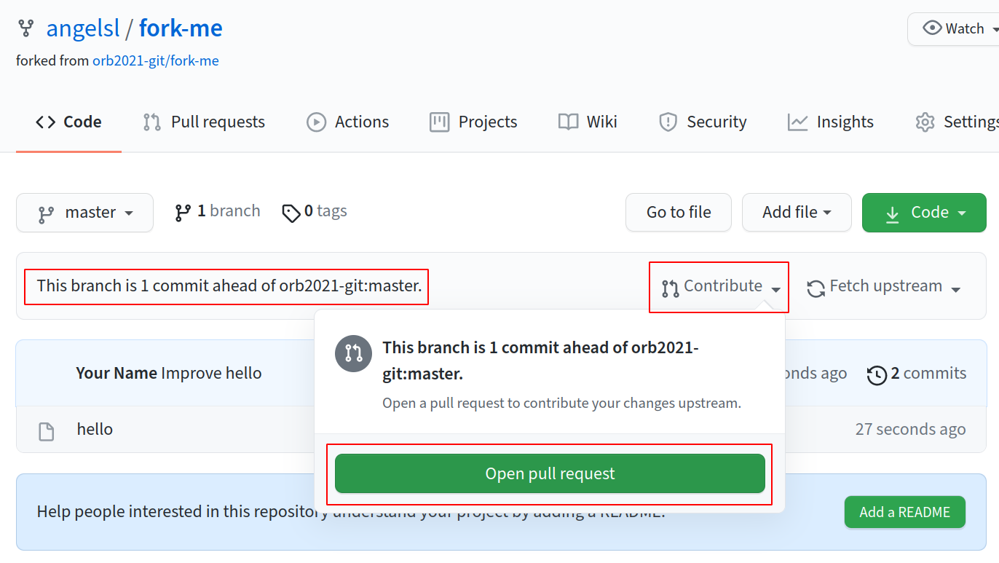 angelsl / fork-me
Watch
forked from orb2021-git/fork-me
Code Pull requests Actions Projects Wiki Security Insights Settings
master 1 branch 0 tags Go to file Add file Code
This branch is 1 commit ahead of orb2021-git:master. Contribute Fetch upstream
This branch is 1 commit ahead of orb2021-
git:master.
Your Name Improve hello onds ago 2 commits
Open a pull request to contribute your changes upstream.
hello 27 seconds ago
Open pull request
Help people interested in this repository understand your project by adding a README. Add a README